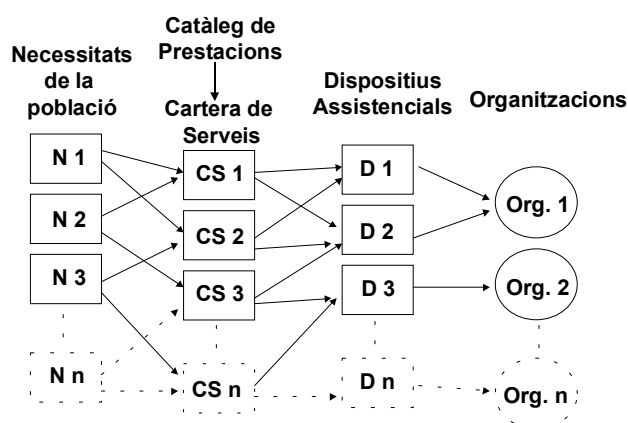 Catàleg de
Prestacions
Necessitats
de la
població
Cartera de
Serveis
Dispositius
Assistencials
Organitzacions
N 1
CS 1
D 1
Org. 1
N 2
CS 2
D 2
N 3
CS 3
D 3
Org. 2
N n
CS n
D n
Org. n